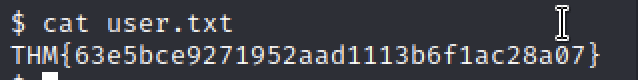 $ cat user.txt
THM{63e5bce9271952aad1113b6f1ac28a07}